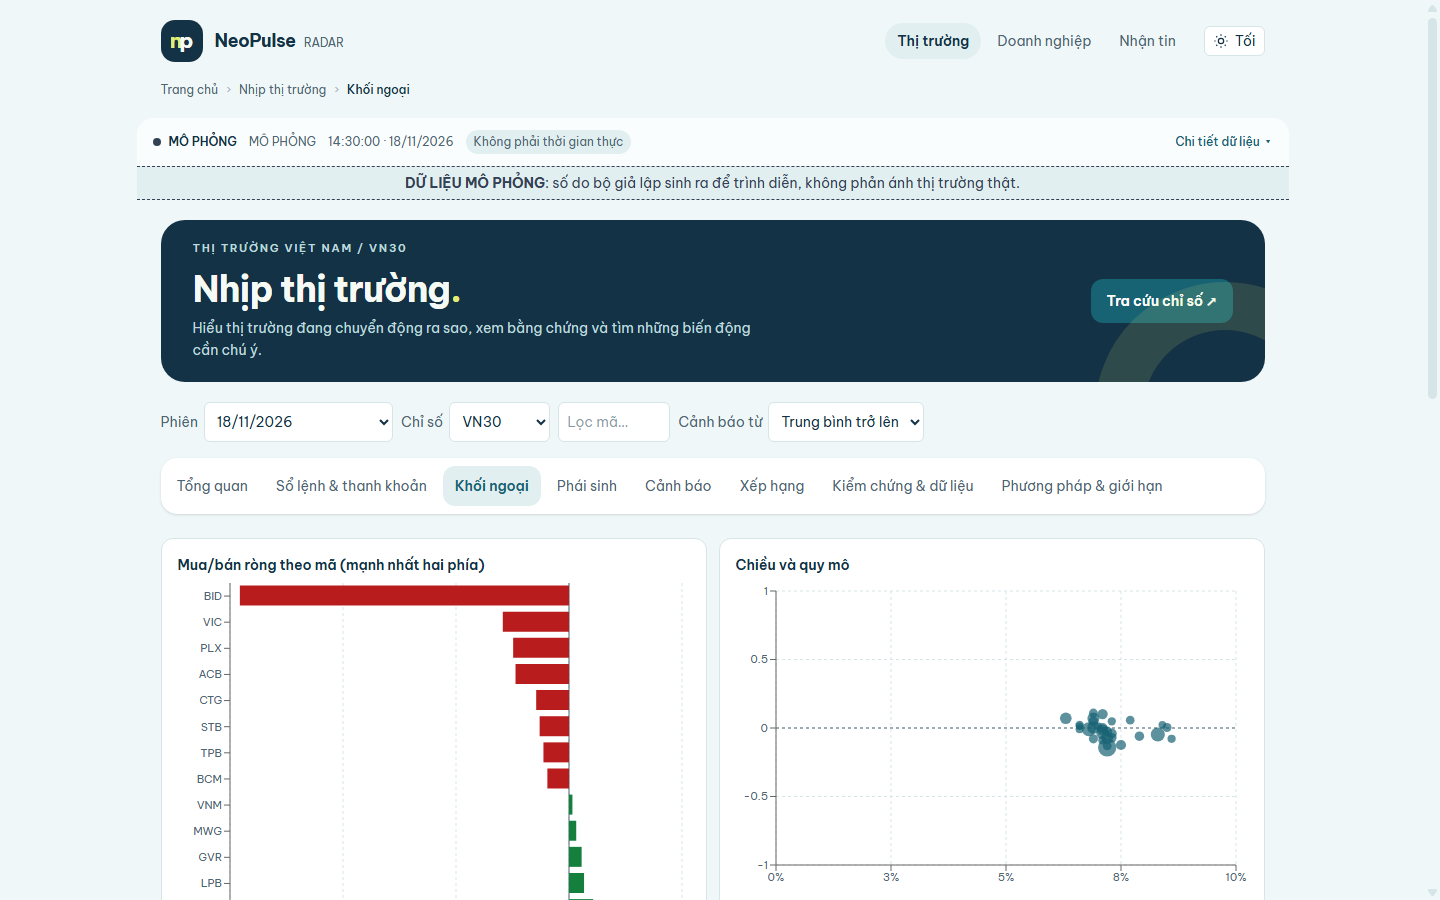 np NeoPulse RADAR
Thị trường Doanh nghiệp Nhận tin Tối
Trang chủ › Nhịp thị trường › Khối ngoại
MÔ PHỎNG MÔ PHỎNG 14:30:00 · 18/11/2026 Không phải thời gian thực Chi tiết dữ liệu
DỮ LIỆU MÔ PHỎNG: số do bộ giả lập sinh ra để trình diễn, không phản ánh thị trường thật.
THỊ TRƯỜNG VIỆT NAM / VN30
Nhịp thị trường.
Hiểu thị trường đang chuyển động ra sao, xem bằng chứng và tìm những biến động
cần chú ý.
Tra cứu chỉ số ↗
Phiên 18/11/2026 Chỉ số VN30 Lọc mã... Cảnh báo từ Trung bình trở lên
Tổng quan Sổ lệnh & thanh khoản Khối ngoại Phái sinh Cảnh báo Xếp hạng Kiểm chứng & dữ liệu Phương pháp & giới hạn
Mua/bán ròng theo mã (mạnh nhất hai phía)
BID
VIC
PLX
ACB
CTG
STB
TPB
BCM
VNM
MWG
GVR
LPB
Chiều và quy mô
1
0.5
0
-0.5
-1
0% 3% 5% 8% 10%